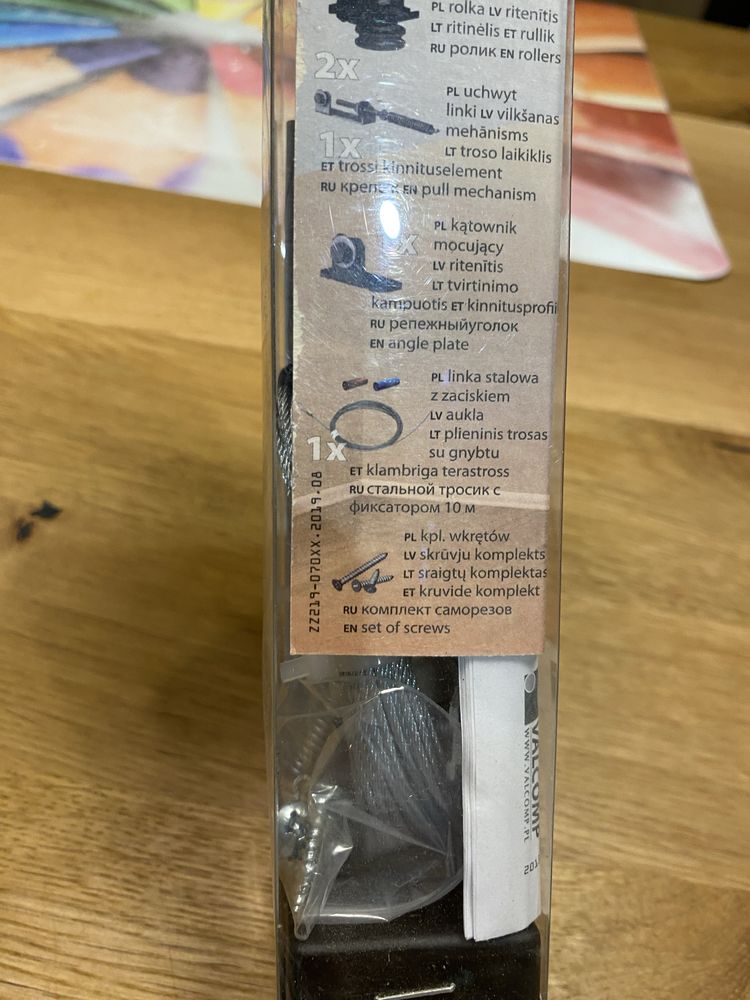 PL rolka LV ritenītis
LT ritinėlis ET rullik
RU ролик EN rollers
2x
PL uchwyt
linki LV vilkšanas
mehānisms
LT troso laikiklis
1x
ET trossi kinnituselement
RU EN pull mechanism
PL kątownik
mocujący
LV ritenītis
LT tvirtinimo
x
kampuotis ET kinnitusprofii
RU репежныйуголок
EN angle plate
PL linka stalowa
z zaciskiem
LV aukla
LT plieninis trosas
su gnybtu
1x
ET klambriga terastross
RU стальной тросик с
фиксатором 10 м
PL kpl. wkrętów
LV skrūvju komplekts
LT sraigtų komplektas
ET kruvide komplekt
RU комплект саморезов
EN set of screws
ZZ219-070XX.2019.08
VALCOMP
WWW.VALCOMP.PL